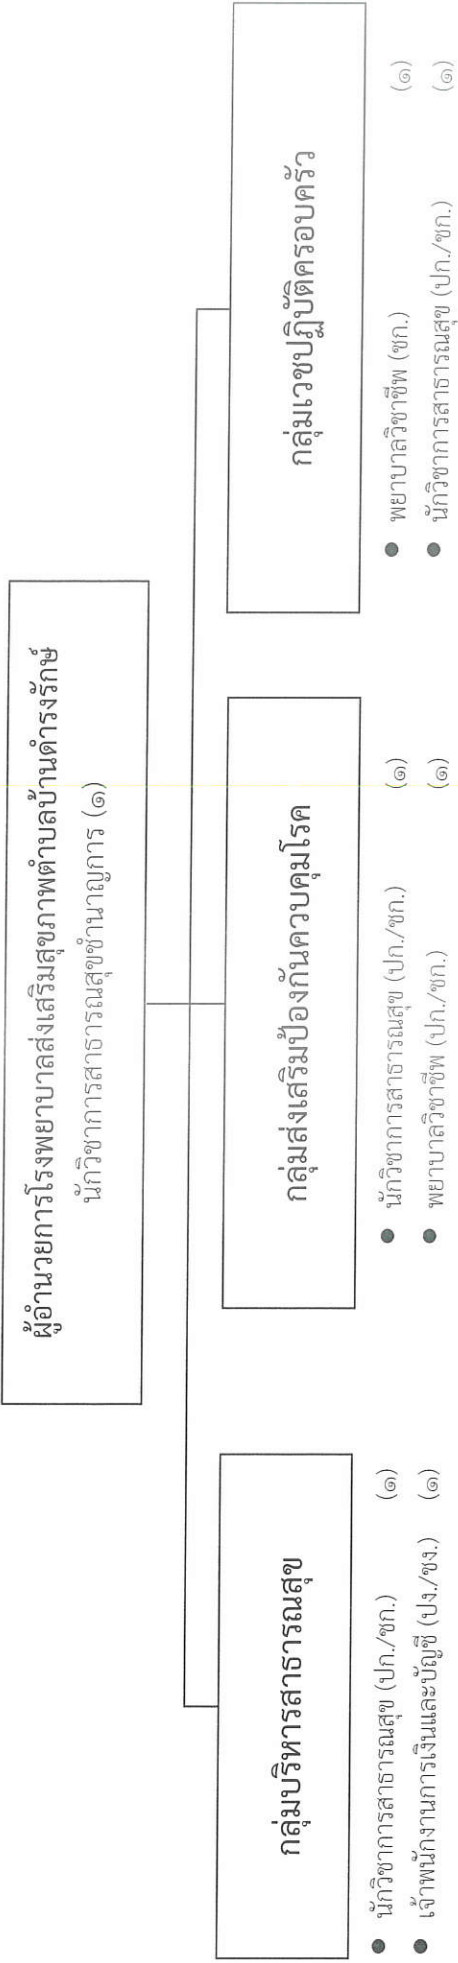 ผู้อำนวยการโรงพยาบาลส่งเสริมสุขภาพตำบลบ้านดำรงรักษ์
นักวิชาการสาธารณสุขชำนาญการ (๑)
กลุ่มบริหารสาธารณสุข
● นักวิชาการสาธารณสุข (ปก./ชก.) (๑)
● เจ้าพนักงานการเงินและบัญชี (ปง./ชง.) (๑)
กลุ่มส่งเสริมป้องกันควบคุมโรค
● นักวิชาการสาธารณสุข (ปก./ชก.) (๑)
● พยาบาลวิชาชีพ (ปก./ชก.) (๑)
กลุ่มเวชปฏิบัติครอบครัว
● พยาบาลวิชาชีพ (ชก.) (๑)
● นักวิชาการสาธารณสุข (ปก./ชก.) (๑)